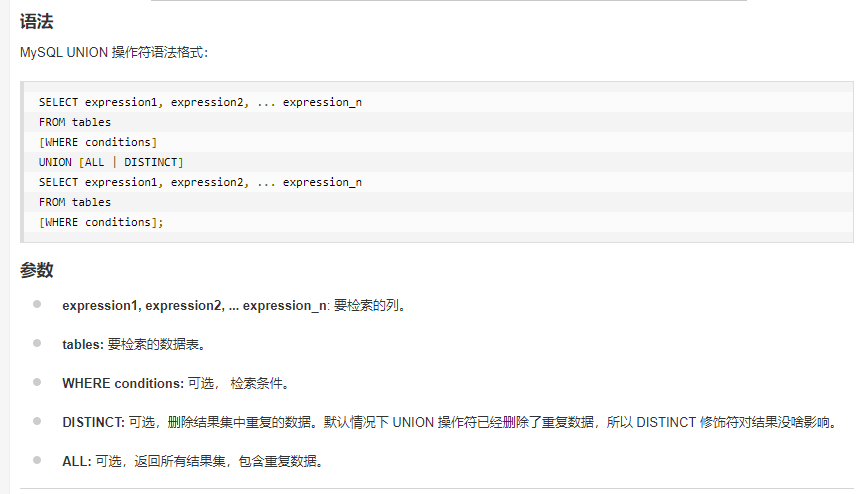 语法
MySQL UNION 操作符语法格式：
SELECT expression1, expression2, ... expression_n
FROM tables
[WHERE conditions]
UNION [ALL | DISTINCT]
SELECT expression1, expression2, ... expression_n
FROM tables
[WHERE conditions];
参数
expression1, expression2, ... expression_n: 要检索的列。
tables: 要检索的数据表。
WHERE conditions: 可选， 检索条件。
DISTINCT: 可选，删除结果集中重复的数据。默认情况下 UNION 操作符已经删除了重复数据，所以 DISTINCT 修饰符对结果没啥影响。
ALL: 可选，返回所有结果集，包含重复数据。